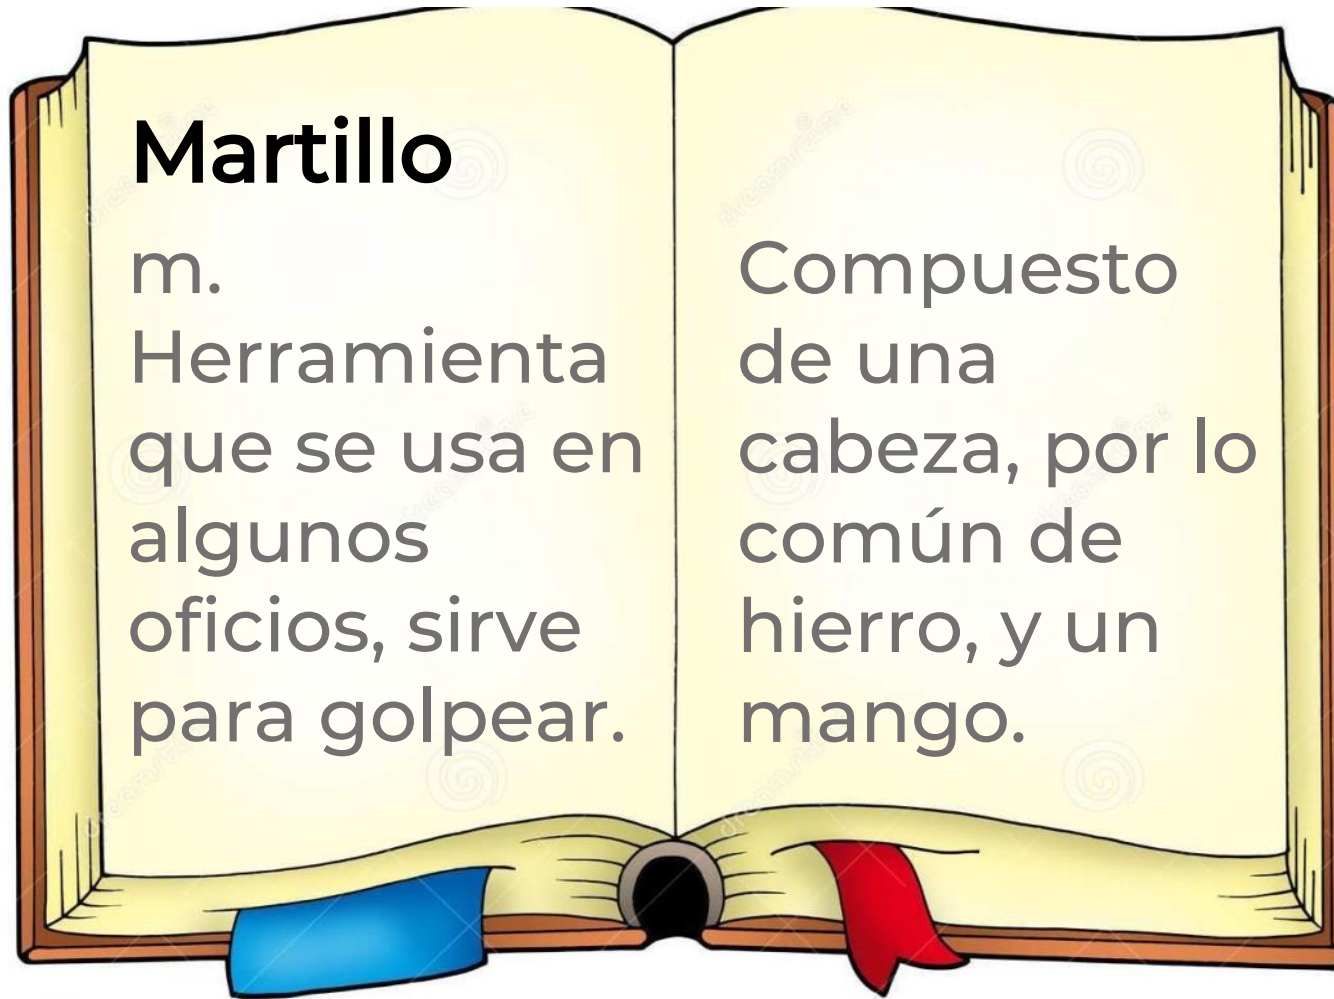 Martillo
m.
Herramienta
que se usa en
algunos
oficios, sirve
para golpear.
Compuesto
de una
cabeza, por lo
común de
hierro, y un
mango.